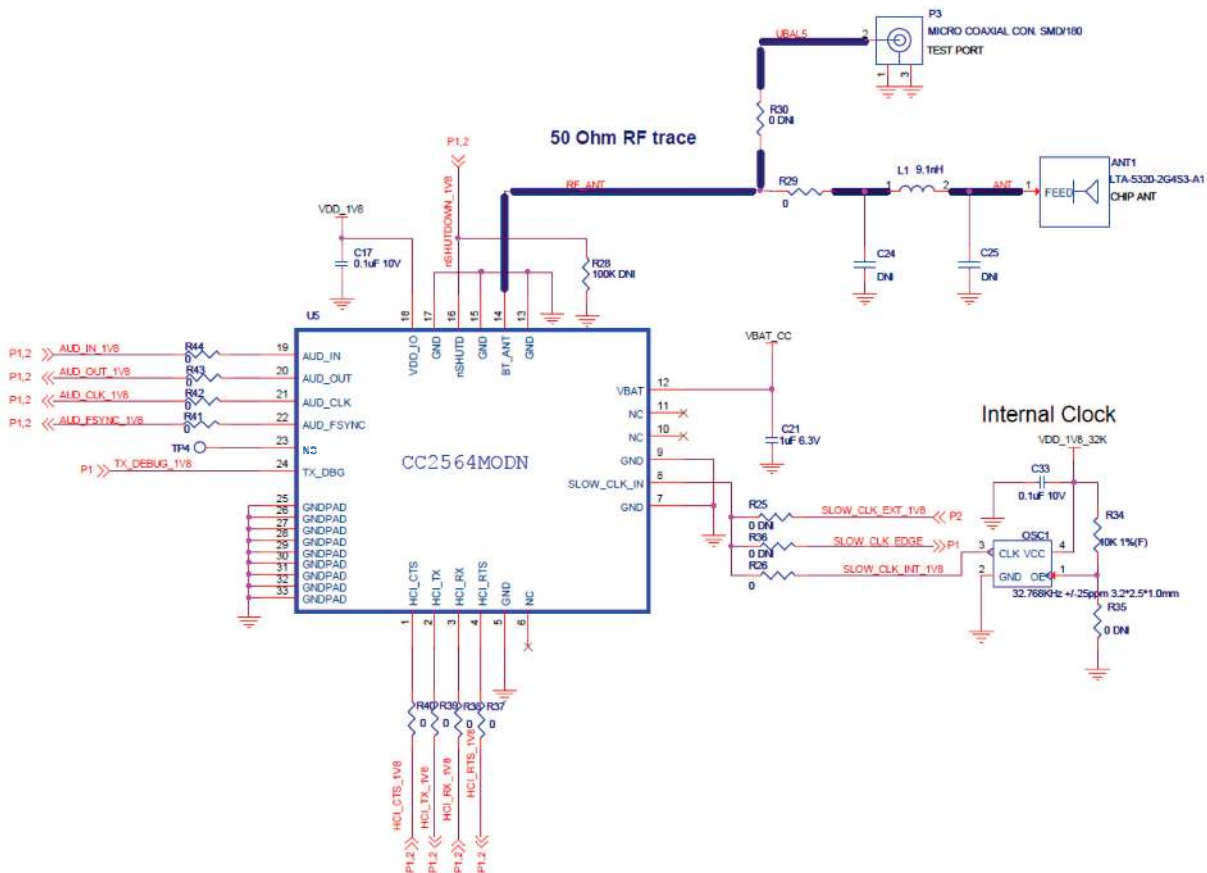 P3
MICRO COAXIAL CON. SMD/180
TEST PORT
UBAL5
2
1
3
R30
0 DNI
50 Ohm RF trace
P1,2
RF_ANT
nSHUTDOWN_1V8
R29
0
1
L1 9.1nH
2
ANT
1
FEED
ANT1
LTA-5320-2G4S3-A1
CHIP ANT
C24
DNI
C25
DNI
VDD_1V8
C17
0.1uF 10V
R28
100K DNI
U5
18
17
16
15
14
13
VDD_IO
GND
nSHUTD
GND
BT_ANT
GND
P1,2
AUD_IN_1V8
R44
0
19
AUD_IN
P1,2
AUD_OUT_1V8
R43
0
20
AUD_OUT
P1,2
AUD_CLK_1V8
R42
0
21
AUD_CLK
P1,2
AUD_FSYNC_1V8
R41
0
22
AUD_FSYNC
TP4
23
P1
TX_DEBUG_1V8
24
TX_DBG
CC2564MODN
25
GNDPAD
26
GNDPAD
27
GNDPAD
28
GNDPAD
29
GNDPAD
30
GNDPAD
31
GNDPAD
32
GNDPAD
33
GNDPAD
VBAT_CC
VBAT
12
NC
11
NC
10
GND
9
SLOW_CLK_IN
8
GND
7
C21
1uF 6.3V
R25
0 DNI
SLOW_CLK_EXT_1V8
P2
R36
0 DNI
SLOW_CLK_EDGE
P1
R26
0
SLOW_CLK_INT_1V8
Internal Clock
VDD_1V8_32K
C33
0.1uF 10V
R34
10K 1%(F)
OSC1
3
CLK
VCC
4
2
GND
OE
1
32.768KHz +/-25ppm 3.2*2.5*1.0mm
R35
0 DNI
HCI_CTS
HCI_TX
HCI_RX
HCI_RTS
GND
NC
1
2
3
4
5
6
R40
0
R39
0
R38
0
R37
0
HCI_CTS_1V8
HCI_TX_1V8
HCI_RX_1V8
HCI_RTS_1V8
P1,2
P1,2
P1,2
P1,2